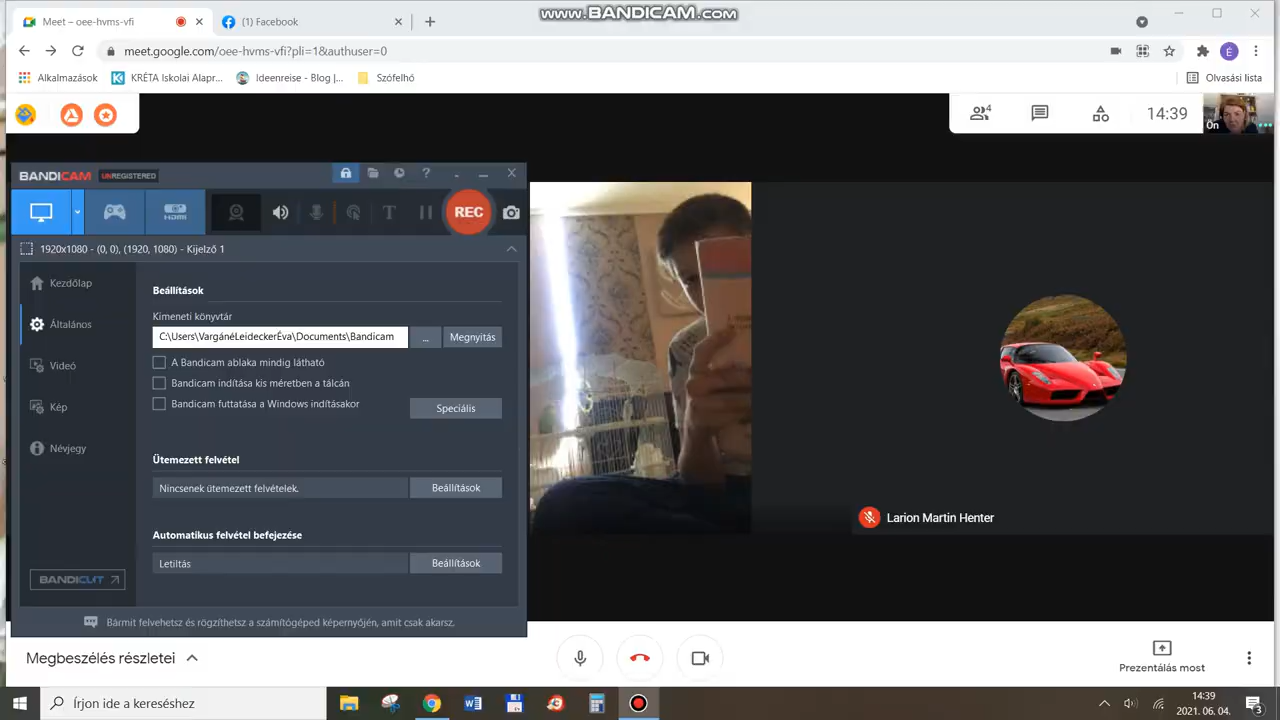 Meet – oee-hvms-vfi
(1) Facebook
www.BANDICAM.com
meet.google.com/oee-hvms-vfi?pli=1&authuser=0
É
Alkalmazások
KRÉTA Iskolai Alapr...
Ideenreise - Blog |...
Szófelhő
Olvasási lista
4
14:39
Ön
BANDICAM
UNREGISTERED
?
HDMI
T
REC
1920x1080 - (0, 0), (1920, 1080) - Kijelző 1
Kezdőlap
Általános
Videó
Kép
Névjegy
BANDICUT
Beállítások
Kimeneti könyvtár
C:\Users\VargánéLeideckerÉva\Documents\Bandicam
...
Megnyitás
A Bandicam ablaka mindig látható
Bandicam indítása kis méretben a tálcán
Bandicam futtatása a Windows indításakor
Speciális
Ütemezett felvétel
Nincsenek ütemezett felvételek.
Beállítások
Automatikus felvétel befejezése
Letiltás
Beállítások
Bármit felvehetsz és rögzíthetsz a számítógéped képernyőjén, amit csak akarsz.
Larion Martin Henter
Megbeszélés részletei
Prezentálás most
Írjon ide a kereséshez
14:39
2021. 06. 04.
3